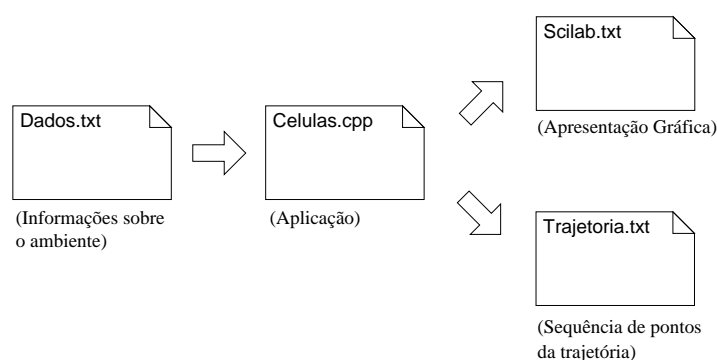 Dados.txt
(Informações sobre
o ambiente)
Celulas.cpp
(Aplicação)
Scilab.txt
(Apresentação Gráfica)
Trajetoria.txt
(Sequência de pontos
da trajetória)